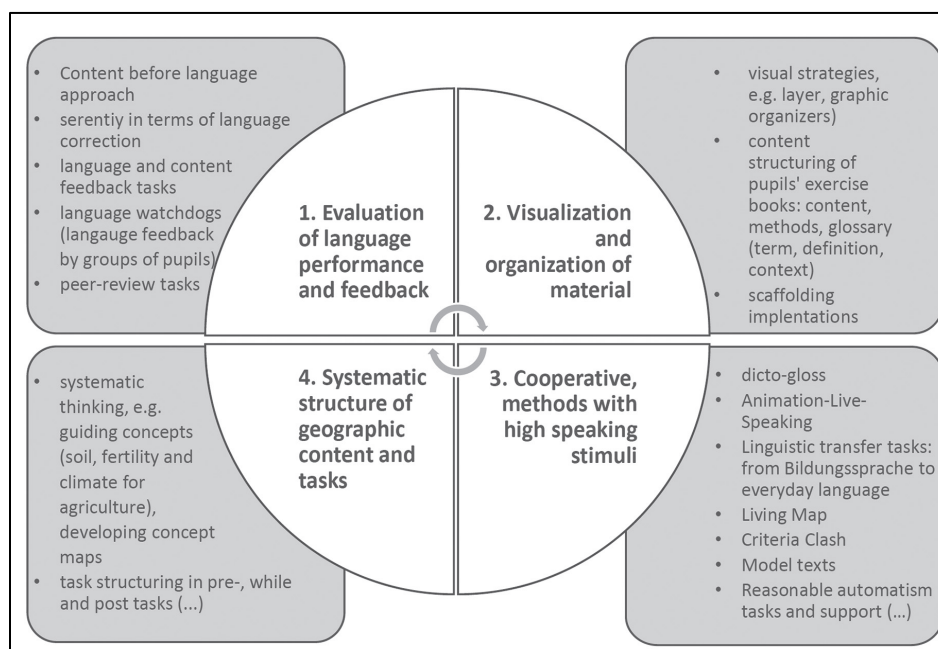 • Content before language
approach
• serentiy in terms of language
correction
• language and content
feedback tasks
• language watchdogs
(langauge feedback
by groups of pupils)
• peer-review tasks
1. Evaluation
of language
performance
and feedback
2. Visualization
and
organization of
material
• visual strategies,
e.g. layer, graphic
organizers)
• content
structuring of
pupils' exercise
books: content,
methods, glossary
(term, definition,
context)
• scaffolding
implentations
• systematic
thinking, e.g.
guiding concepts
(soil, fertility and
climate for
agriculture),
developing concept
maps
• task structuring in pre-, while
and post tasks (...)
4. Systematic
structure of
geographic
content and
tasks
3. Cooperative,
methods with
high speaking
stimuli
• dicto-gloss
• Animation-Live-
Speaking
• Linguistic transfer tasks:
from Bildungssprache to
everyday language
• Living Map
• Criteria Clash
• Model texts
• Reasonable automatism
tasks and support (...)